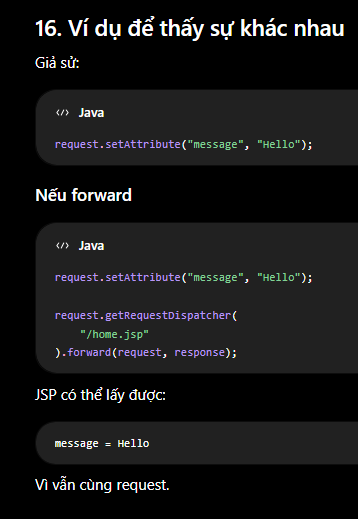 16. Ví dụ để thấy sự khác nhau
Giả sử:
</> Java
request.setAttribute("message", "Hello");
Nếu forward
</> Java
request.setAttribute("message", "Hello");
request.getRequestDispatcher(
    "/home.jsp"
).forward(request, response);
JSP có thể lấy được:
message = Hello
Vì vẫn cùng request.